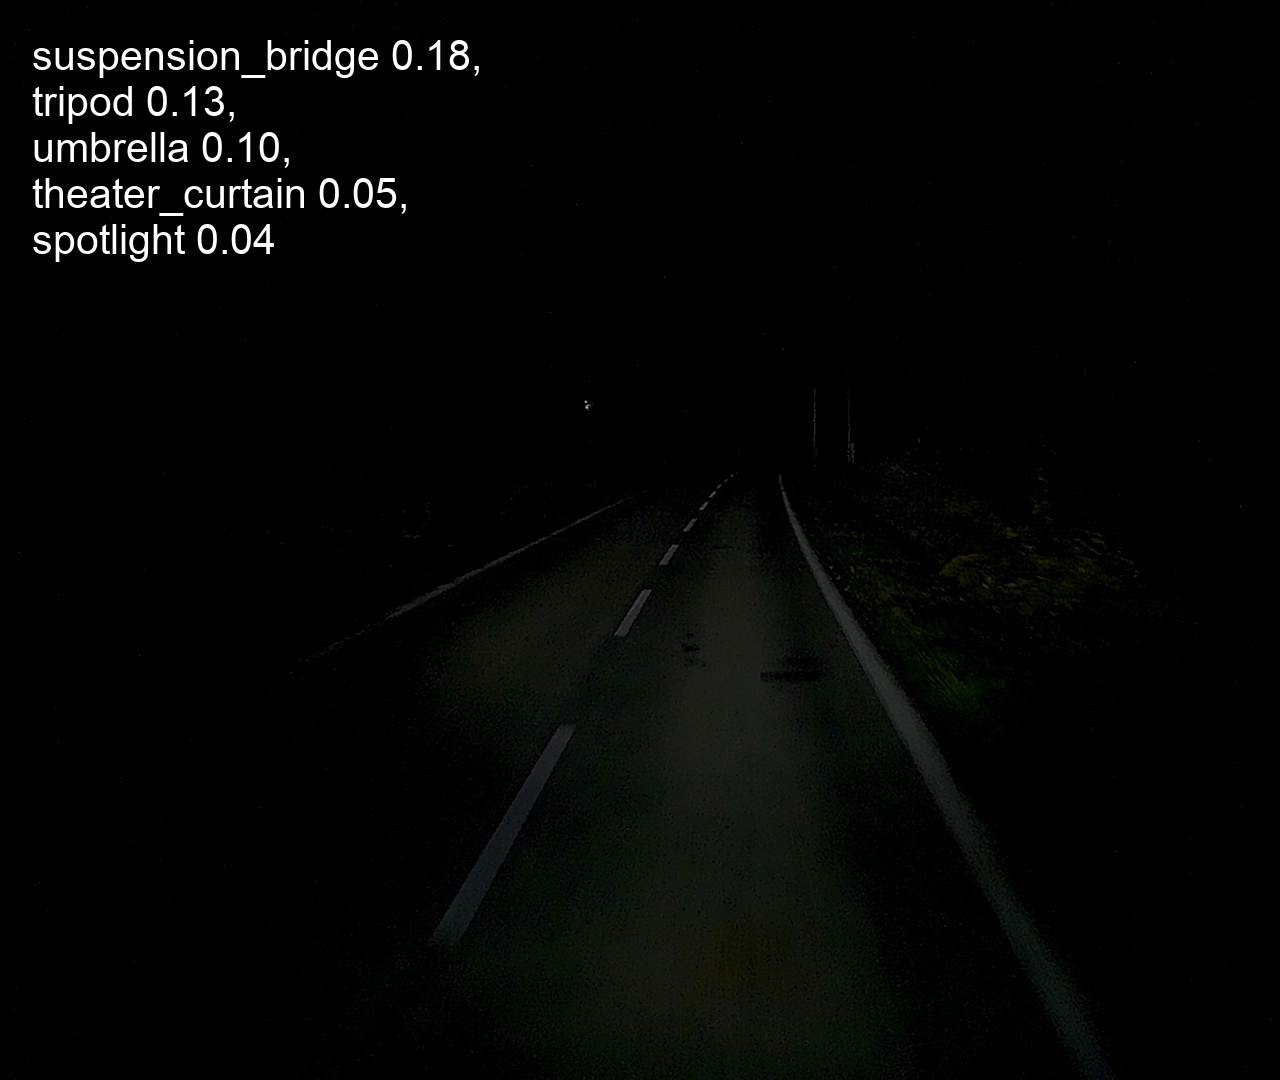 suspension_bridge 0.18,
tripod 0.13,
umbrella 0.10,
theater_curtain 0.05,
spotlight 0.04